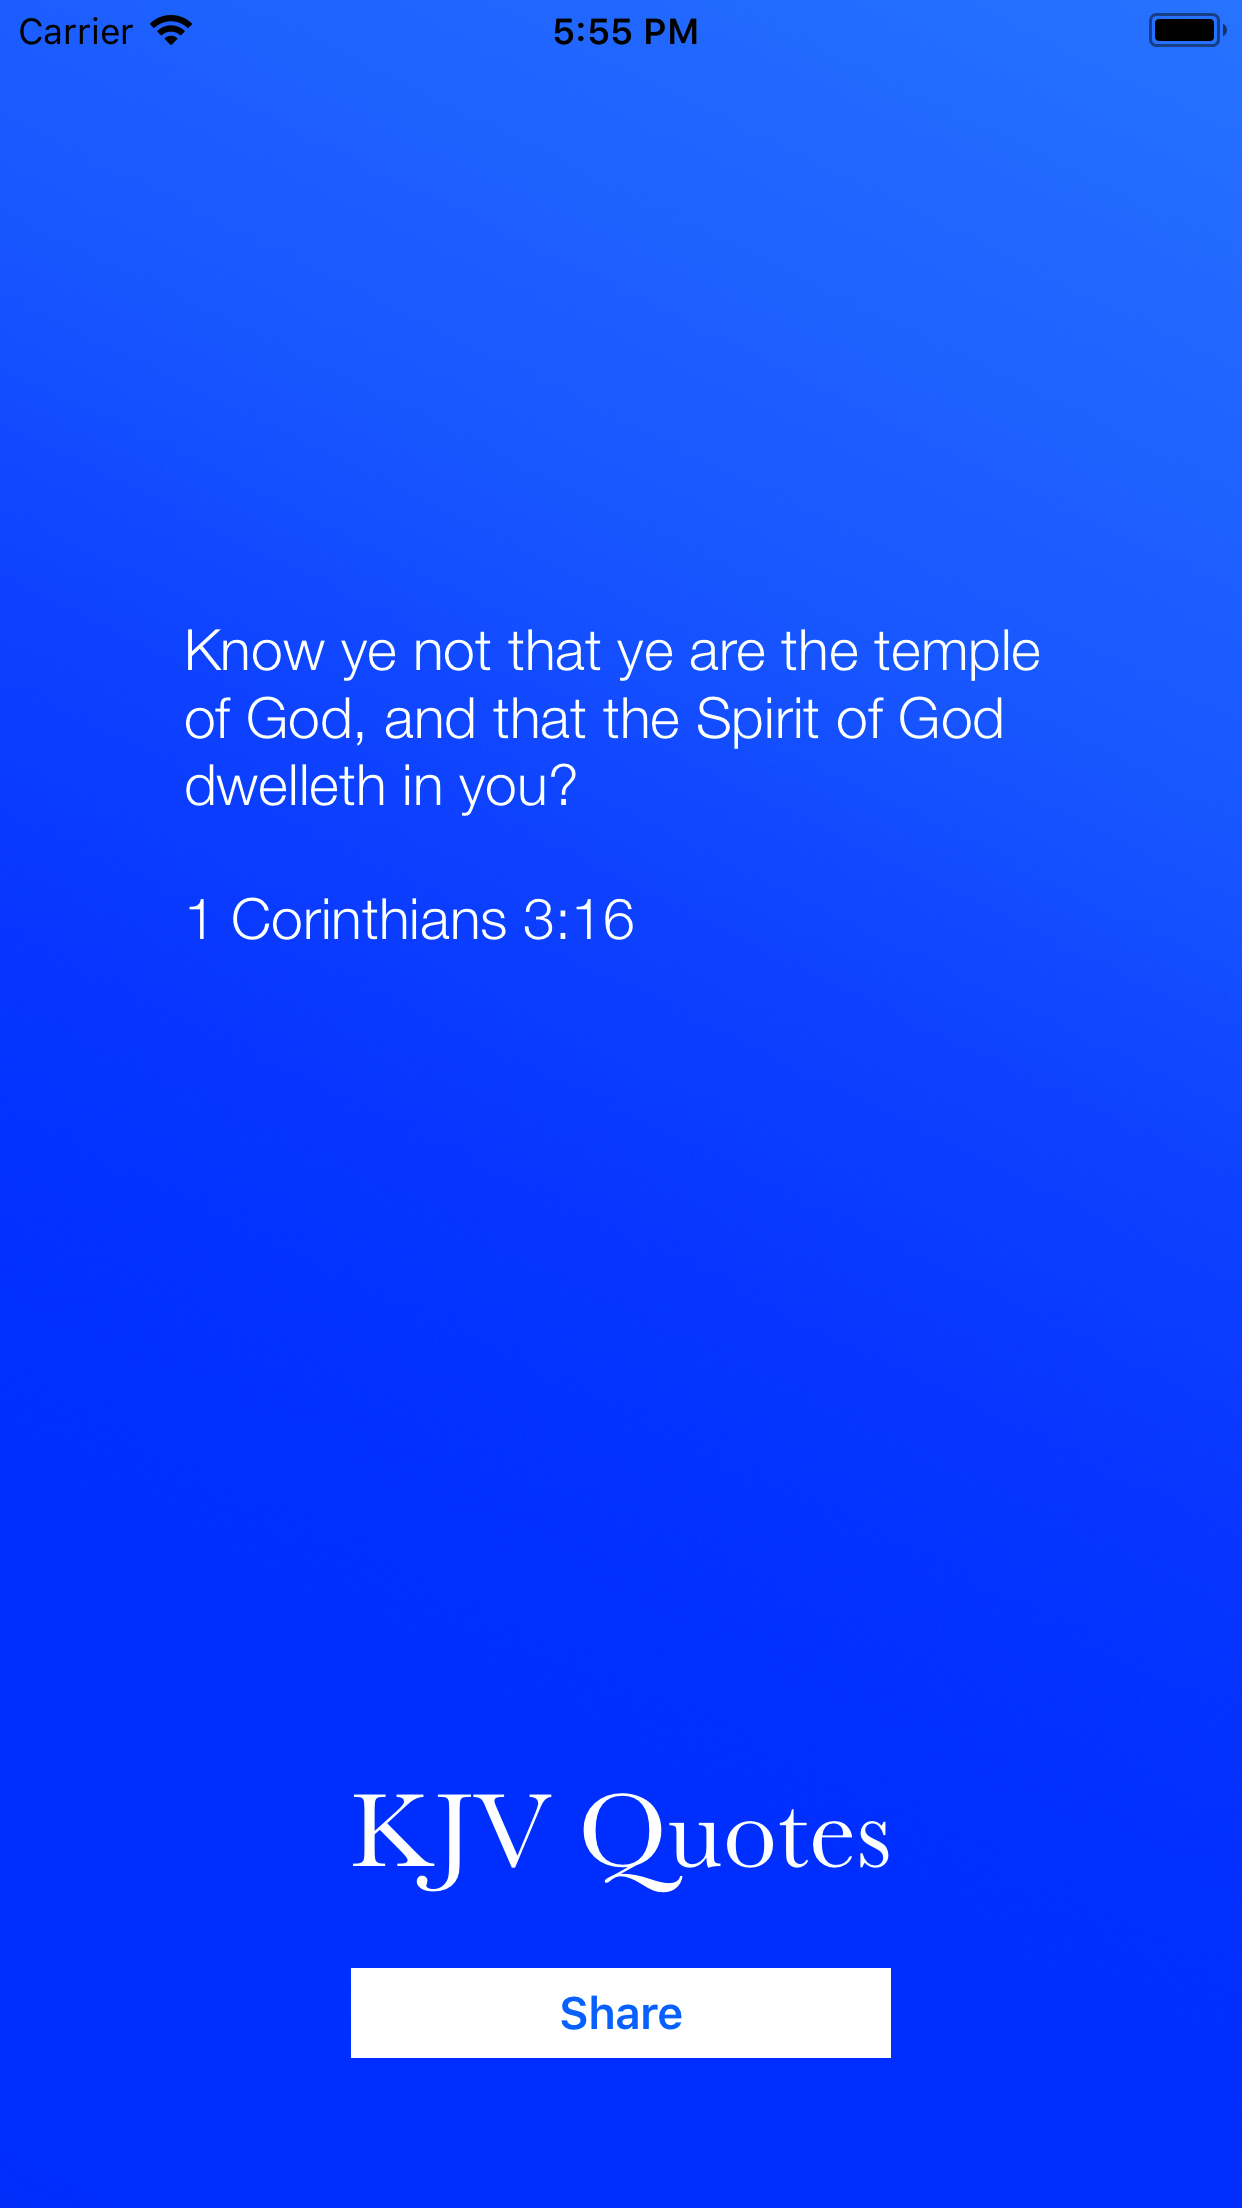 Carrier 5:55 PM
Know ye not that ye are the temple
of God, and that the Spirit of God
dwelleth in you?
1 Corinthians 3:16
KJV Quotes
Share